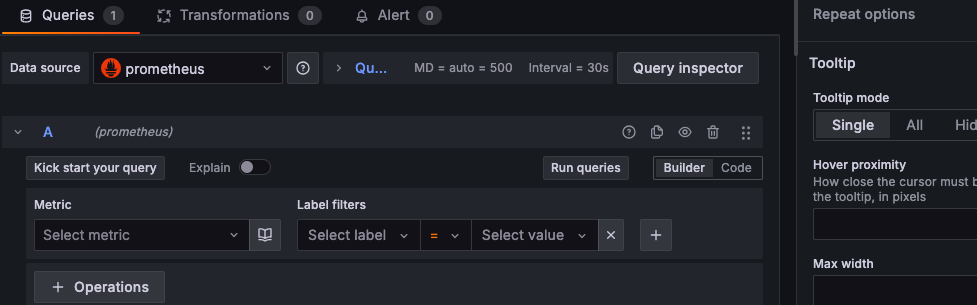 Queries 1 Transformations 0 Alert 0
Data source prometheus Qu... MD = auto = 500 Interval = 30s Query inspector
A (prometheus)
Kick start your query Explain Run queries Builder Code
Metric Label filters
Select metric Select label = Select value
+ Operations
Repeat options
Tooltip
Tooltip mode
Single All Hid
Hover proximity
How close the cursor must b
the tooltip, in pixels
Max width